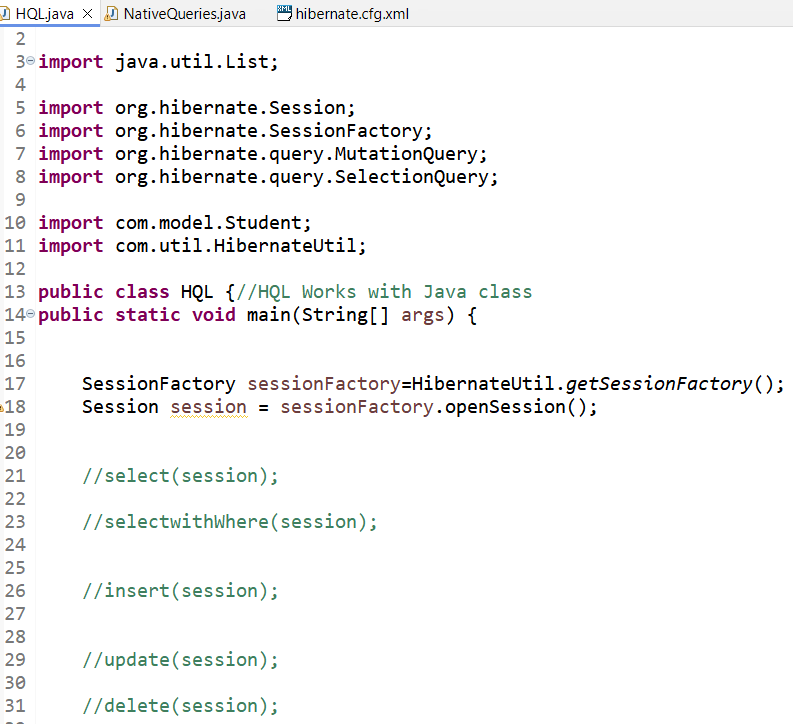 HQL.java NativeQueries.java hibernate.cfg.xml
2
3 import java.util.List;
4
5 import org.hibernate.Session;
6 import org.hibernate.SessionFactory;
7 import org.hibernate.query.MutationQuery;
8 import org.hibernate.query.SelectionQuery;
9
10 import com.model.Student;
11 import com.util.HibernateUtil;
12
13 public class HQL {//HQL Works with Java class
14 public static void main(String[] args) {
15
16
17 SessionFactory sessionFactory=HibernateUtil.getSessionFactory();
18 Session session = sessionFactory.openSession();
19
20
21 //select(session);
22
23 //selectwithWhere(session);
24
25
26 //insert(session);
27
28
29 //update(session);
30
31 //delete(session);